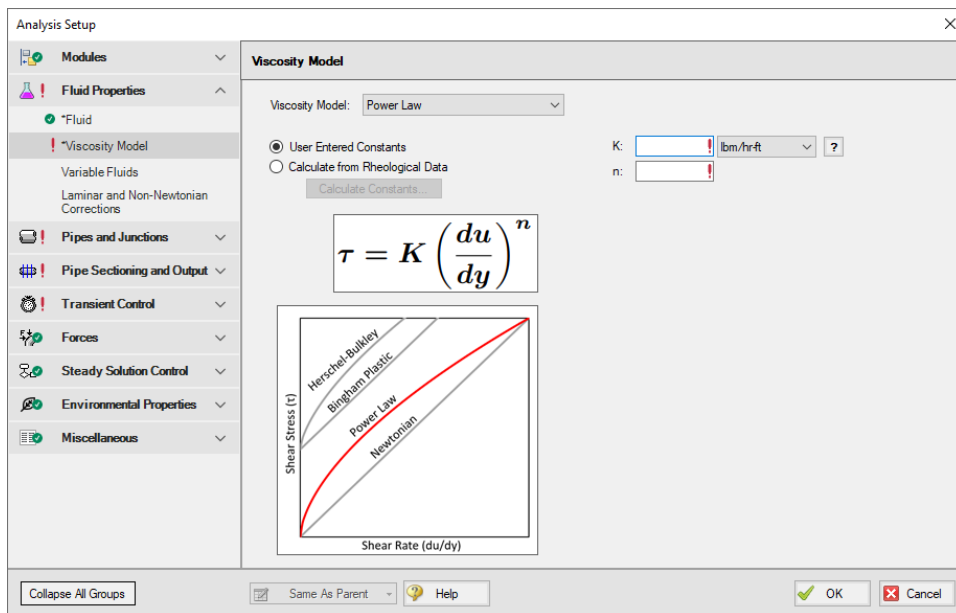 Analysis Setup
Modules
Fluid Properties
*Fluid
*Viscosity Model
Variable Fluids
Laminar and Non-Newtonian
Corrections
Pipes and Junctions
Pipe Sectioning and Output
Transient Control
Forces
Steady Solution Control
Environmental Properties
Miscellaneous
Collapse All Groups
Viscosity Model
Viscosity Model: Power Law
User Entered Constants
Calculate from Rheological Data
Calculate Constants...
K: ! lbm/hr-ft ?
n: !
τ = K (du/dy)^n
Herschel-Bulkley
Bingham Plastic
Power Law
Newtonian
Shear Stress (τ)
Shear Rate (du/dy)
Same As Parent
Help
OK
Cancel